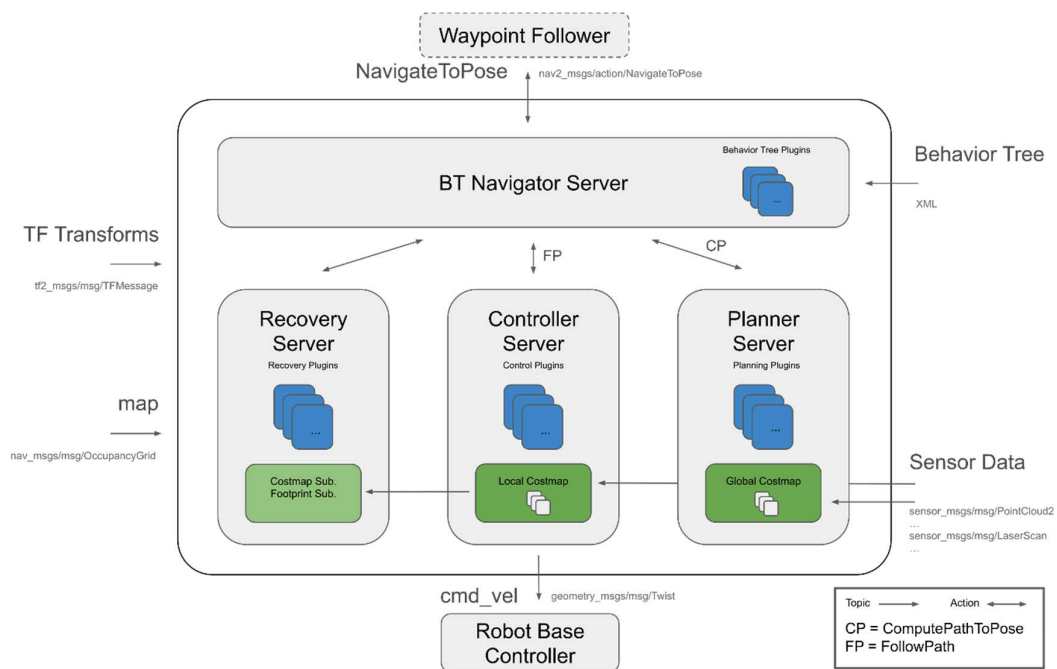 Waypoint Follower
NavigateToPose
nav2_msgs/action/NavigateToPose
Behavior Tree Plugins
...
BT Navigator Server
Behavior Tree
XML
TF Transforms
tf2_msgs/msg/TFMessage
FP
CP
Recovery
Server
Recovery Plugins
...
Costmap Sub.
Footprint Sub.
Controller
Server
Control Plugins
...
Local Costmap
Planner
Server
Planning Plugins
...
Global Costmap
map
nav_msgs/msg/OccupancyGrid
Sensor Data
sensor_msgs/msg/PointCloud2
...
sensor_msgs/msg/LaserScan
...
cmd_vel
geometry_msgs/msg/Twist
Robot Base
Controller
Topic
Action
CP = ComputePathToPose
FP = FollowPath